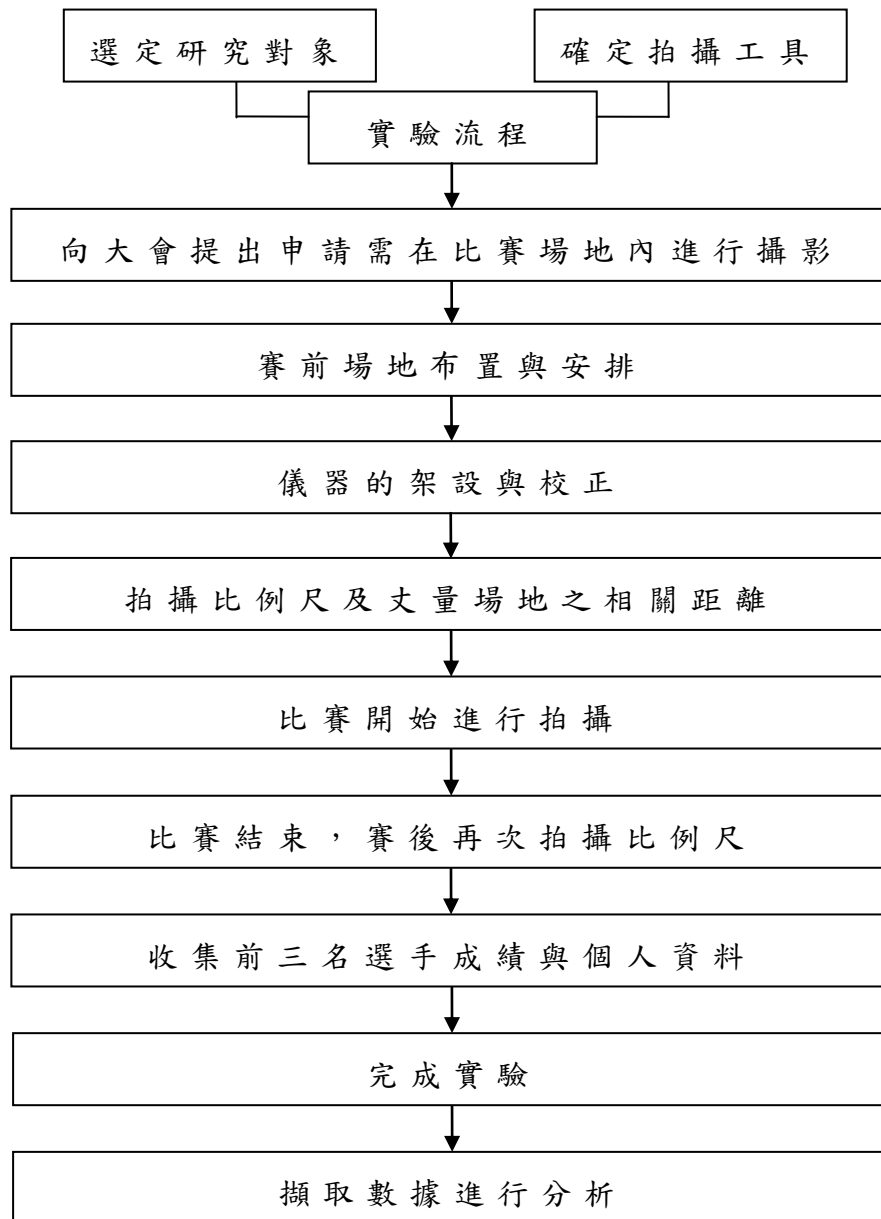 選定研究對象
確定拍攝工具
實驗流程
向大會提出申請需在比賽場地內進行攝影
賽前場地布置與安排
儀器的架設與校正
拍攝比例尺及丈量場地之相關距離
比賽開始進行拍攝
比賽結束，賽後再次拍攝比例尺
收集前三名選手成績與個人資料
完成實驗
擷取數據進行分析